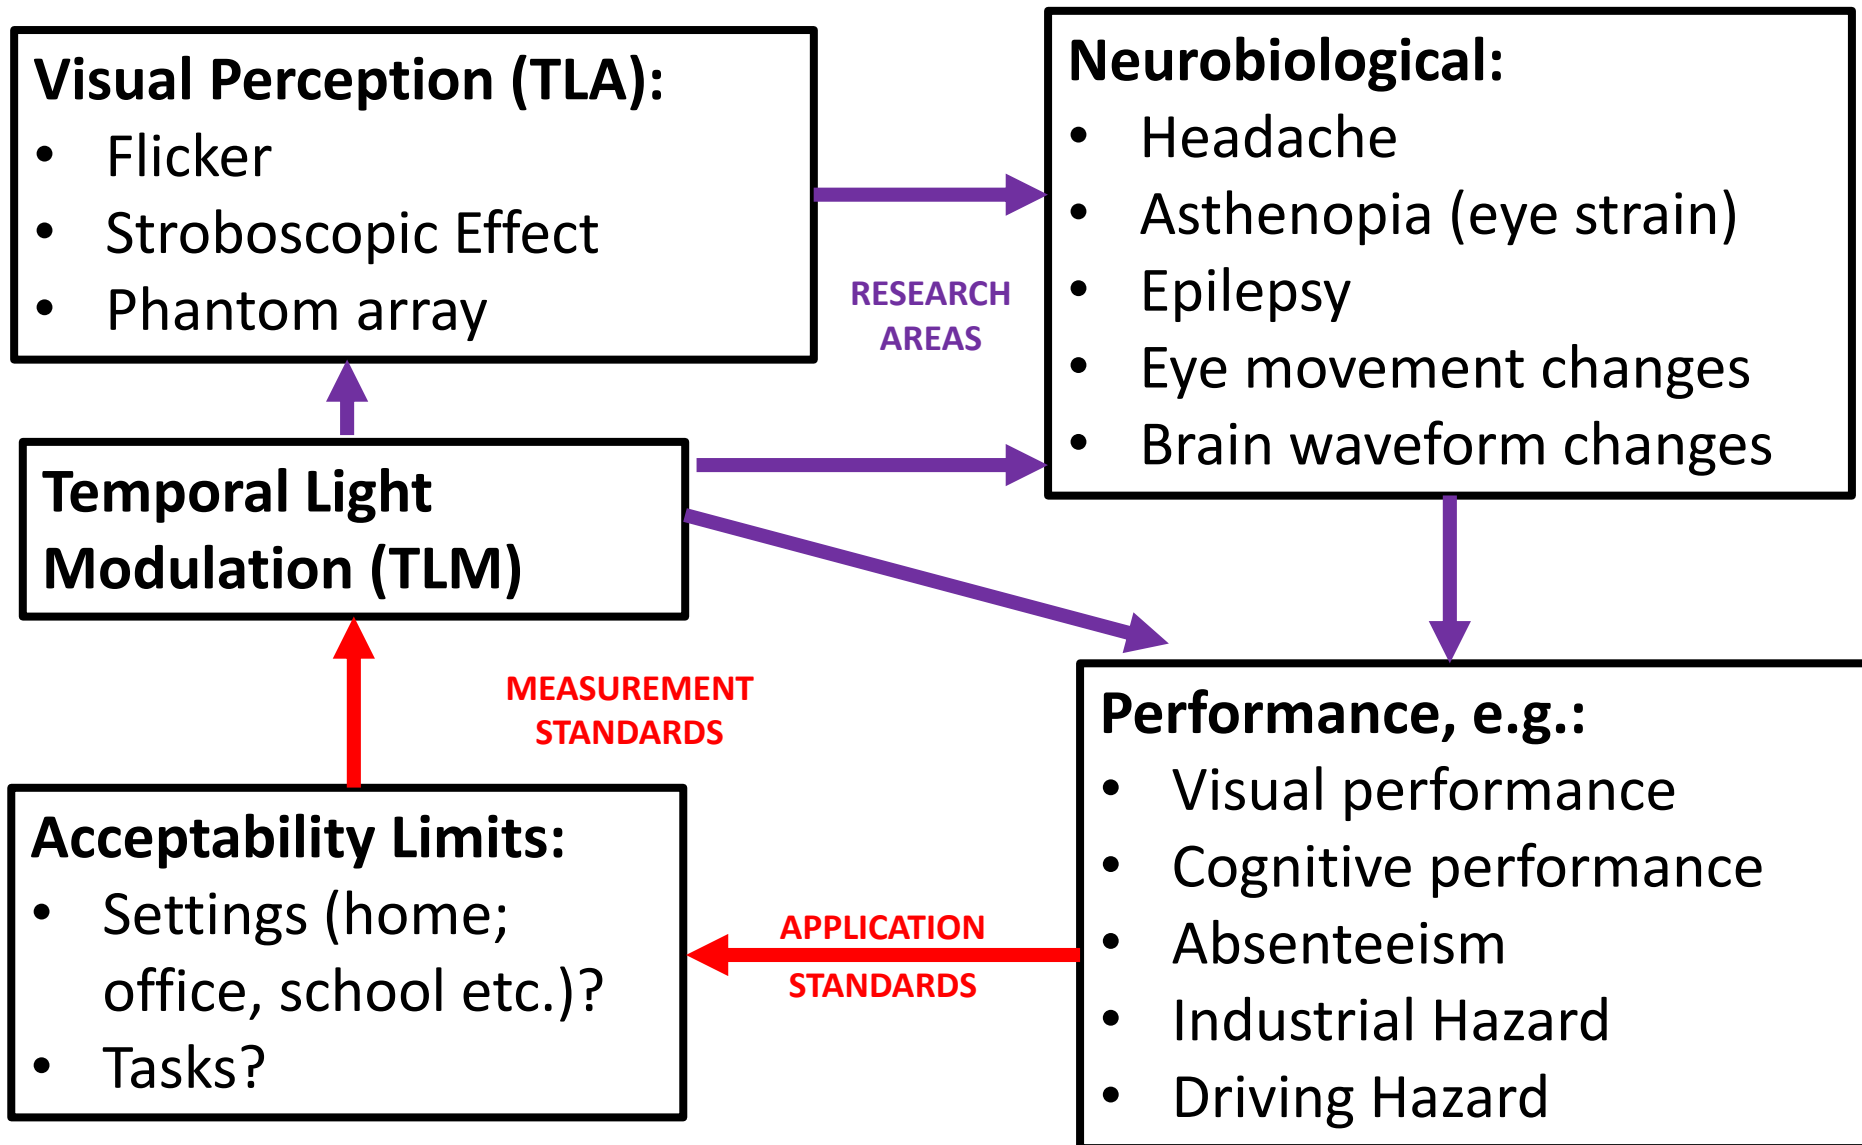 Visual Perception (TLA):
• Flicker
• Stroboscopic Effect
• Phantom array
Neurobiological:
• Headache
• Asthenopia (eye strain)
• Epilepsy
• Eye movement changes
• Brain waveform changes
RESEARCH
AREAS
Temporal Light
Modulation (TLM)
MEASUREMENT
STANDARDS
Performance, e.g.:
• Visual performance
• Cognitive performance
• Absenteeism
• Industrial Hazard
• Driving Hazard
Acceptability Limits:
• Settings (home;
office, school etc.)?
• Tasks?
APPLICATION
STANDARDS